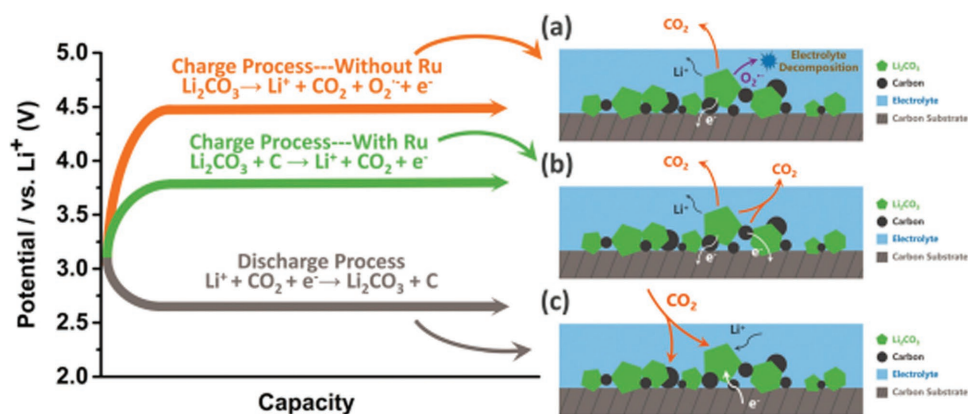 Potential / vs. Li⁺ (V)
5.0
4.5
4.0
3.5
3.0
2.5
2.0
Capacity
Charge Process---Without Ru
Li₂CO₃→ Li⁺ + CO₂ + O₂˙⁻+ e⁻
Charge Process---With Ru
Li₂CO₃ + C → Li⁺ + CO₂ + e⁻
Discharge Process
Li⁺ + CO₂ + e⁻→ Li₂CO₃ + C
(a)
CO₂
Li⁺
O₂˙⁻
Electrolyte
Decomposition
e⁻
Li₂CO₃
Carbon
Electrolyte
Carbon Substrate
(b)
CO₂
CO₂
Li⁺
e⁻
e⁻
Li₂CO₃
Carbon
Electrolyte
Carbon Substrate
(c)
CO₂
Li⁺
e⁻
Li₂CO₃
Carbon
Electrolyte
Carbon Substrate